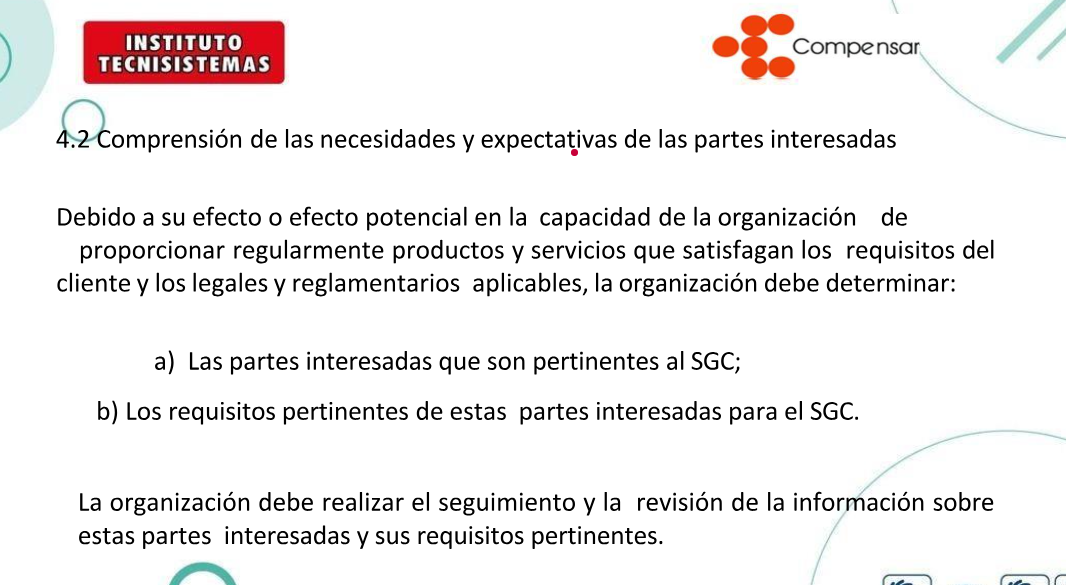 INSTITUTO
TECNISISTEMAS
Compensar
4.2 Comprensión de las necesidades y expectativas de las partes interesadas
Debido a su efecto o efecto potencial en la capacidad de la organización de
proporcionar regularmente productos y servicios que satisfagan los requisitos del
cliente y los legales y reglamentarios aplicables, la organización debe determinar:
a) Las partes interesadas que son pertinentes al SGC;
b) Los requisitos pertinentes de estas partes interesadas para el SGC.
La organización debe realizar el seguimiento y la revisión de la información sobre
estas partes interesadas y sus requisitos pertinentes.